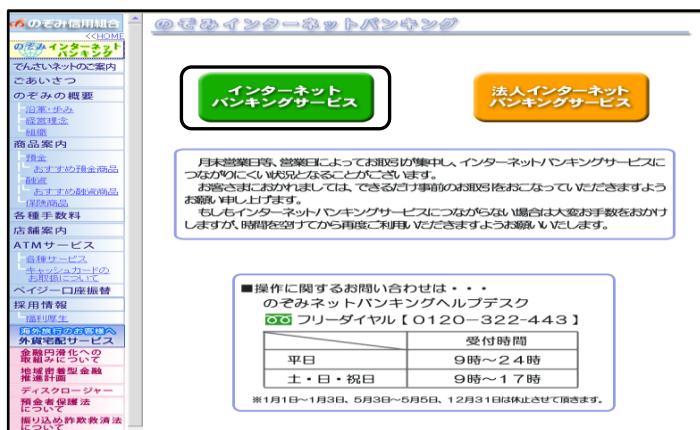 のぞみ信用組合
<<HOME
のぞみ インターネット
バンキング
でんさいネットのご案内
ごあいさつ
のぞみの概要
沿革・歩み
経営理念
組織
商品案内
預金
おすすめ預金商品
融資
おすすめ融資商品
保険商品
各種手数料
店舗案内
ATMサービス
各種サービス
キャッシュカードの
お取扱について
ペイジー口座振替
採用情報
福利厚生
海外旅行のお客様へ
外貨宅配サービス
金融円滑化への
取組みについて
地域密着型金融
推進計画
ディスクロージャー
預金者保護法
について
振り込め詐欺救済法
について
のぞみインターネットバンキング
インターネット
バンキングサービス
法人インターネット
バンキングサービス
月末営業日等、営業日によってお取引が集中し、インターネットバンキングサービスに
つながりにくい状況となることがございます。
お客さまにおかれましては、できるだけ事前のお取引をおこなっていただきますよう
お願い申し上げます。
もしもインターネットバンキングサービスにつながらない場合は大変お手数をおかけ
しますが、時間を空けてから再度ご利用いただきますようお願いいたします。
■操作に関するお問い合わせは・・・
のぞみネットバンキングヘルプデスク
フリーダイヤル【0120-322-443】
受付時間
平日 9時～24時
土・日・祝日 9時～17時
※1月1日～1月3日、5月3日～5月5日、12月31日は休止させて頂きます。